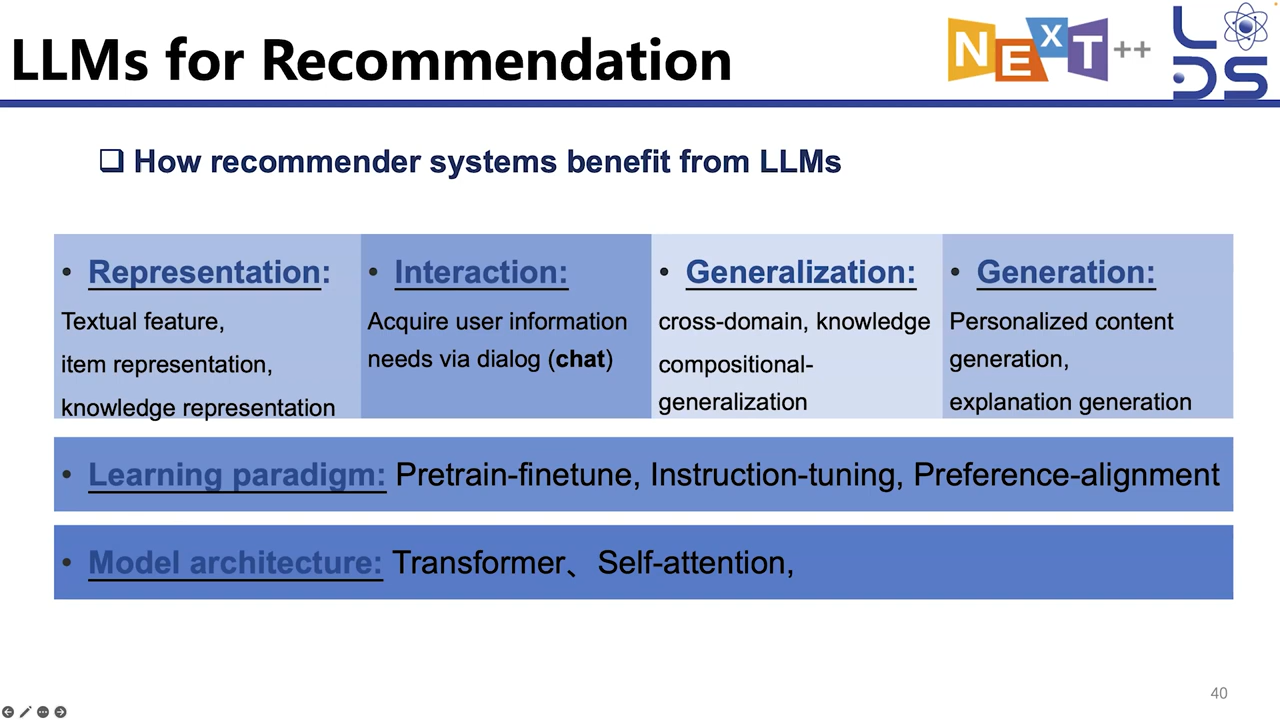 LLMs for Recommendation
NExT++
LDS
❑ How recommender systems benefit from LLMs
• Representation:
Textual feature,
item representation,
knowledge representation
• Interaction:
Acquire user information
needs via dialog (chat)
• Generalization:
cross-domain, knowledge
compositional-
generalization
• Generation:
Personalized content
generation,
explanation generation
• Learning paradigm: Pretrain-finetune, Instruction-tuning, Preference-alignment
• Model architecture: Transformer、Self-attention,
40